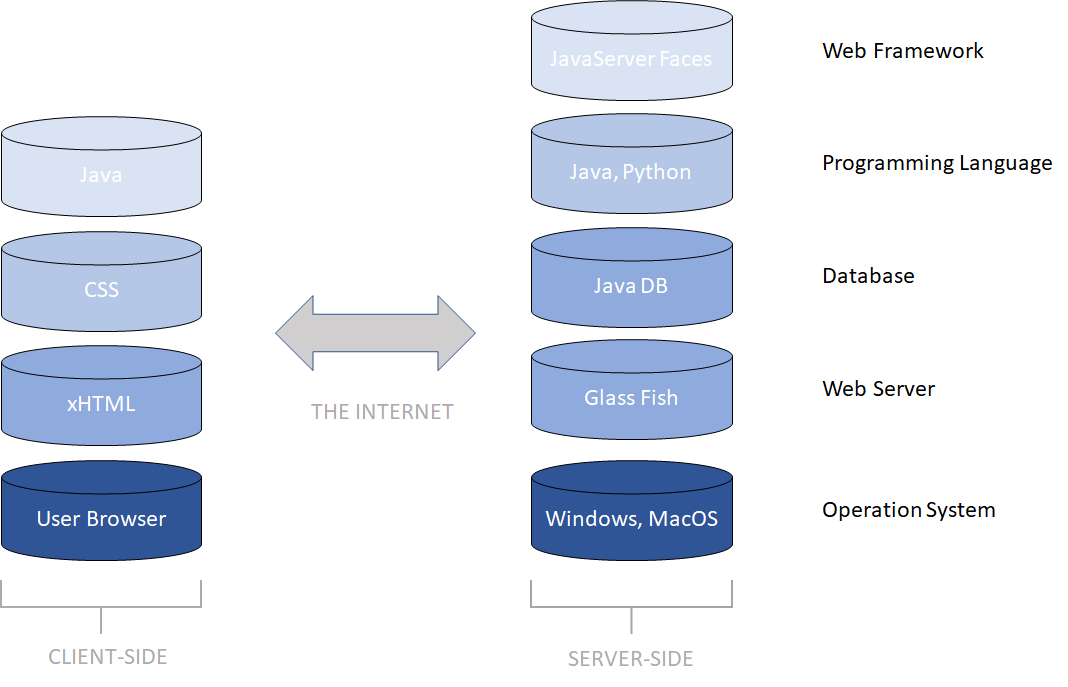 JavaServer Faces
Web Framework
Java
Java, Python
Programming Language
CSS
Java DB
Database
xHTML
THE INTERNET
Glass Fish
Web Server
User Browser
Windows, MacOS
Operation System
CLIENT-SIDE
SERVER-SIDE